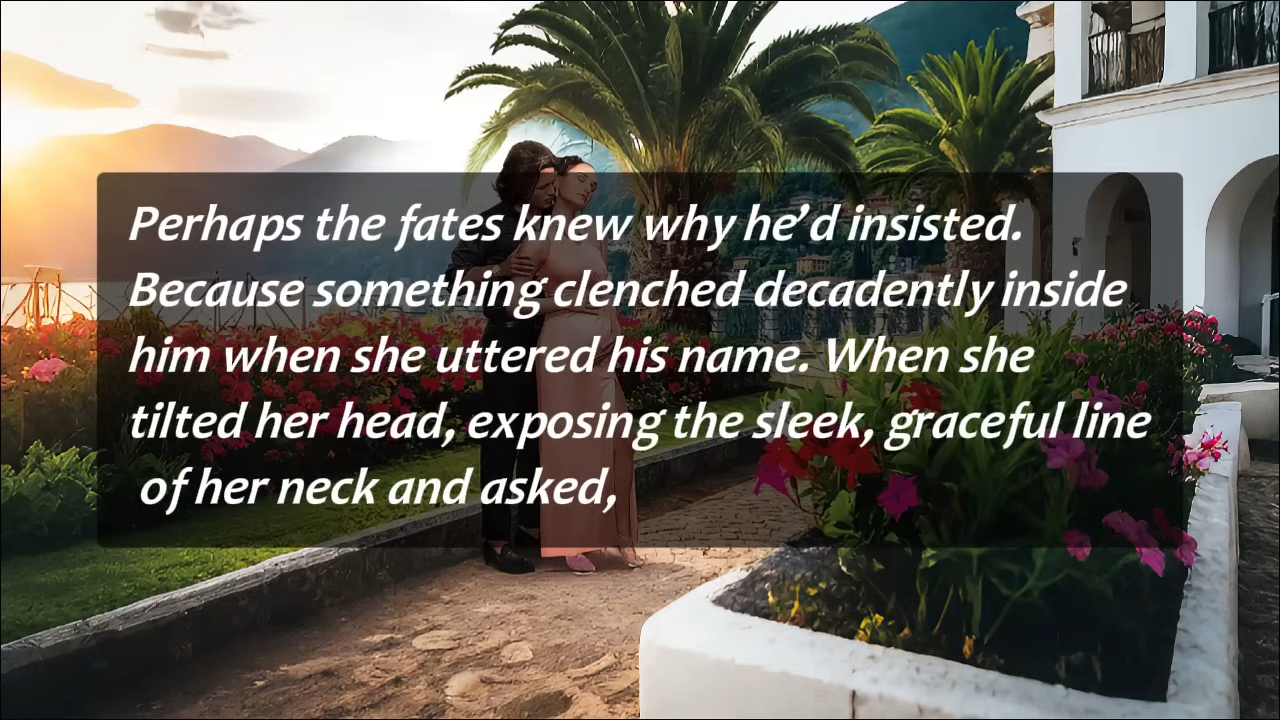 Perhaps the fates knew why he’d insisted.
Because something clenched decadently inside
him when she uttered his name. When she
tilted her head, exposing the sleek, graceful line
of her neck and asked,